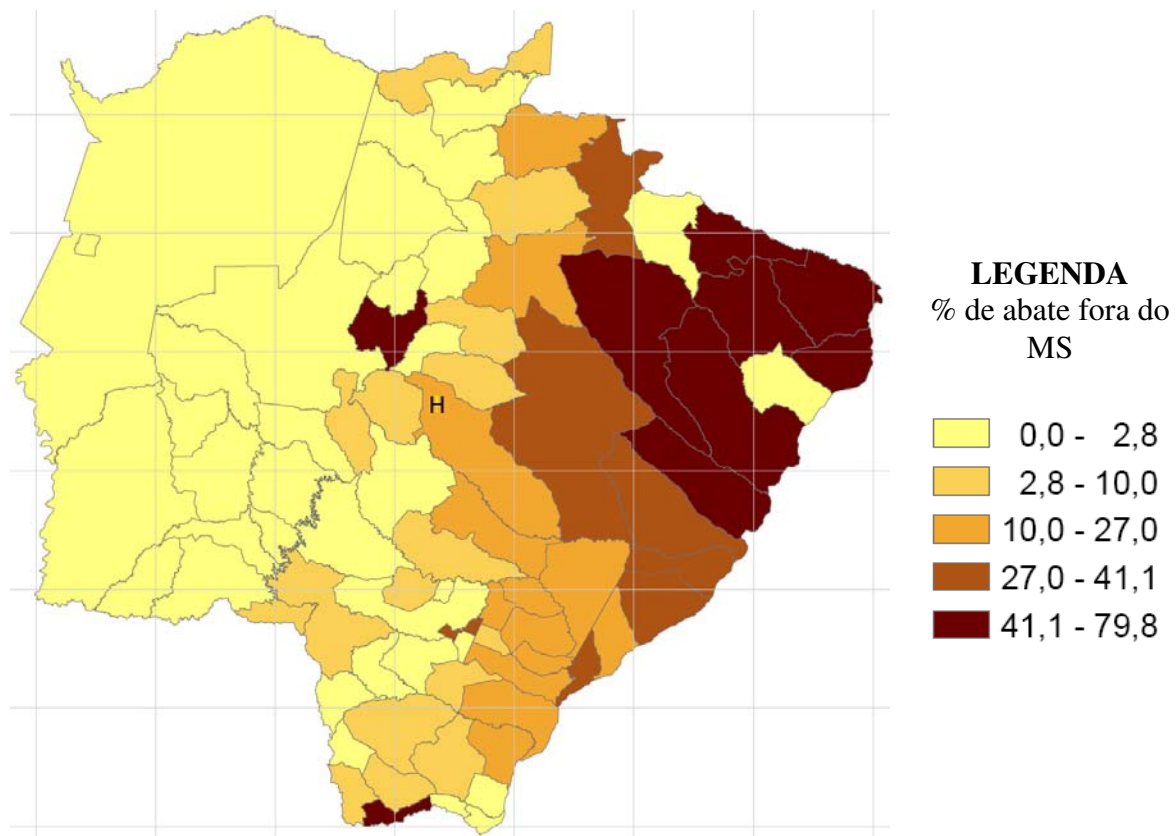 H
LEGENDA
% de abate fora do
MS
0,0 - 2,8
2,8 - 10,0
10,0 - 27,0
27,0 - 41,1
41,1 - 79,8